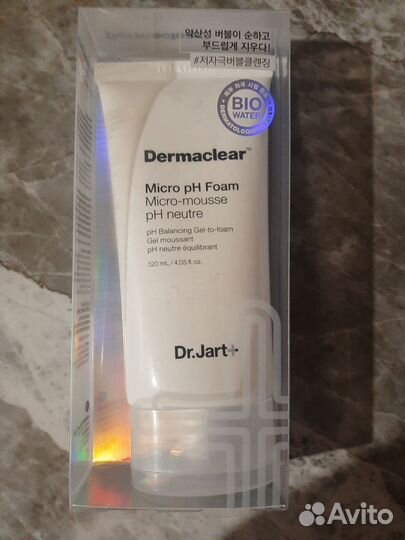 약산성 버블이 순하고
부드럽게 지우다!
#저자극버블클렌징
BIO
WATER
Dermaclear™
Micro pH Foam
Micro-mousse
pH neutre
pH Balancing Gel-to-foam
Gel moussant
pH neutre équilibrant
120 mL / 4.05 fl. oz.
Dr.Jart+
Avito